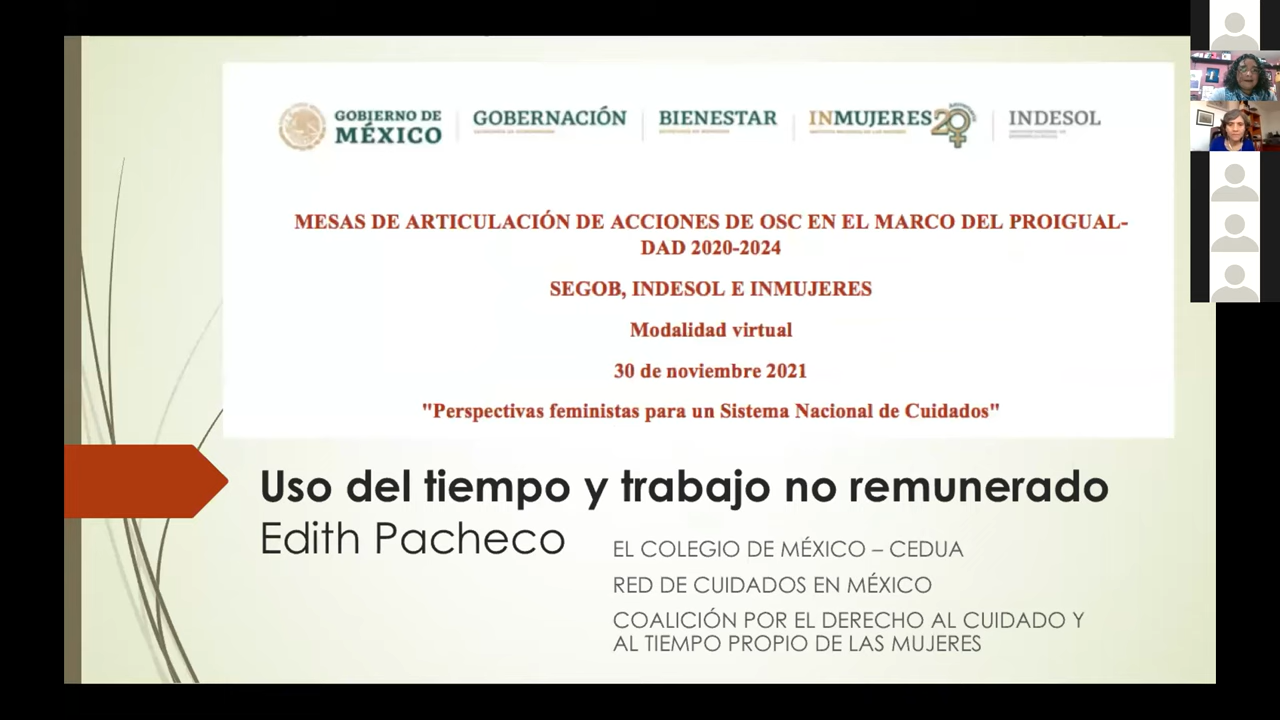 GOBIERNO DE
MÉXICO
GOBERNACIÓN
BIENESTAR
INMUJERES 20
INDESOL
MESAS DE ARTICULACIÓN DE ACCIONES DE OSC EN EL MARCO DEL PROIGUAL-
DAD 2020-2024
SEGOB, INDESOL E INMUJERES
Modalidad virtual
30 de noviembre 2021
"Perspectivas feministas para un Sistema Nacional de Cuidados"
Uso del tiempo y trabajo no remunerado
Edith Pacheco
EL COLEGIO DE MÉXICO – CEDUA
RED DE CUIDADOS EN MÉXICO
COALICIÓN POR EL DERECHO AL CUIDADO Y
AL TIEMPO PROPIO DE LAS MUJERES